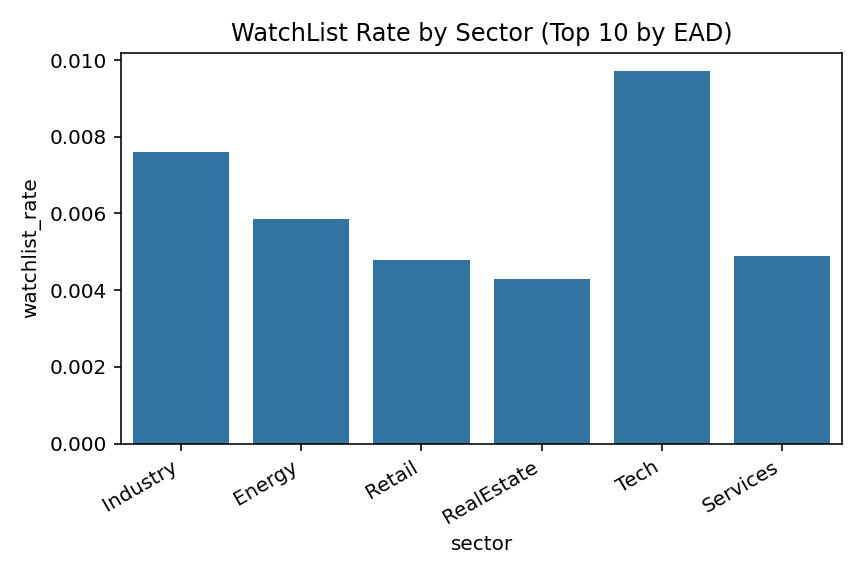 WatchList Rate by Sector (Top 10 by EAD)
0.010
0.008
0.006
0.004
0.002
0.000
watchlist_rate
Industry
Energy
Retail
RealEstate
Tech
Services
sector